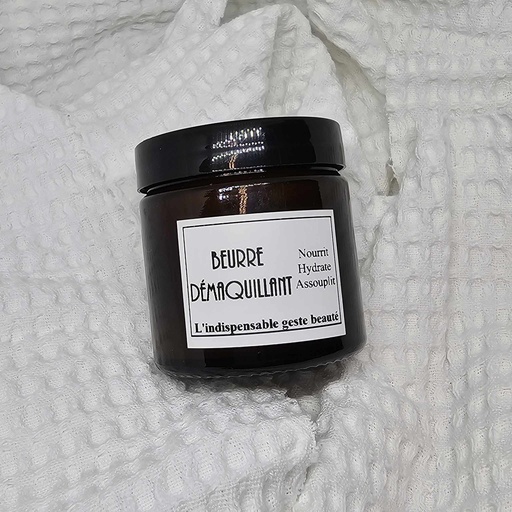 BEURRE
DÉMAQUILLANT
Nourrit
Hydrate
Assouplit
L'indispensable geste beauté